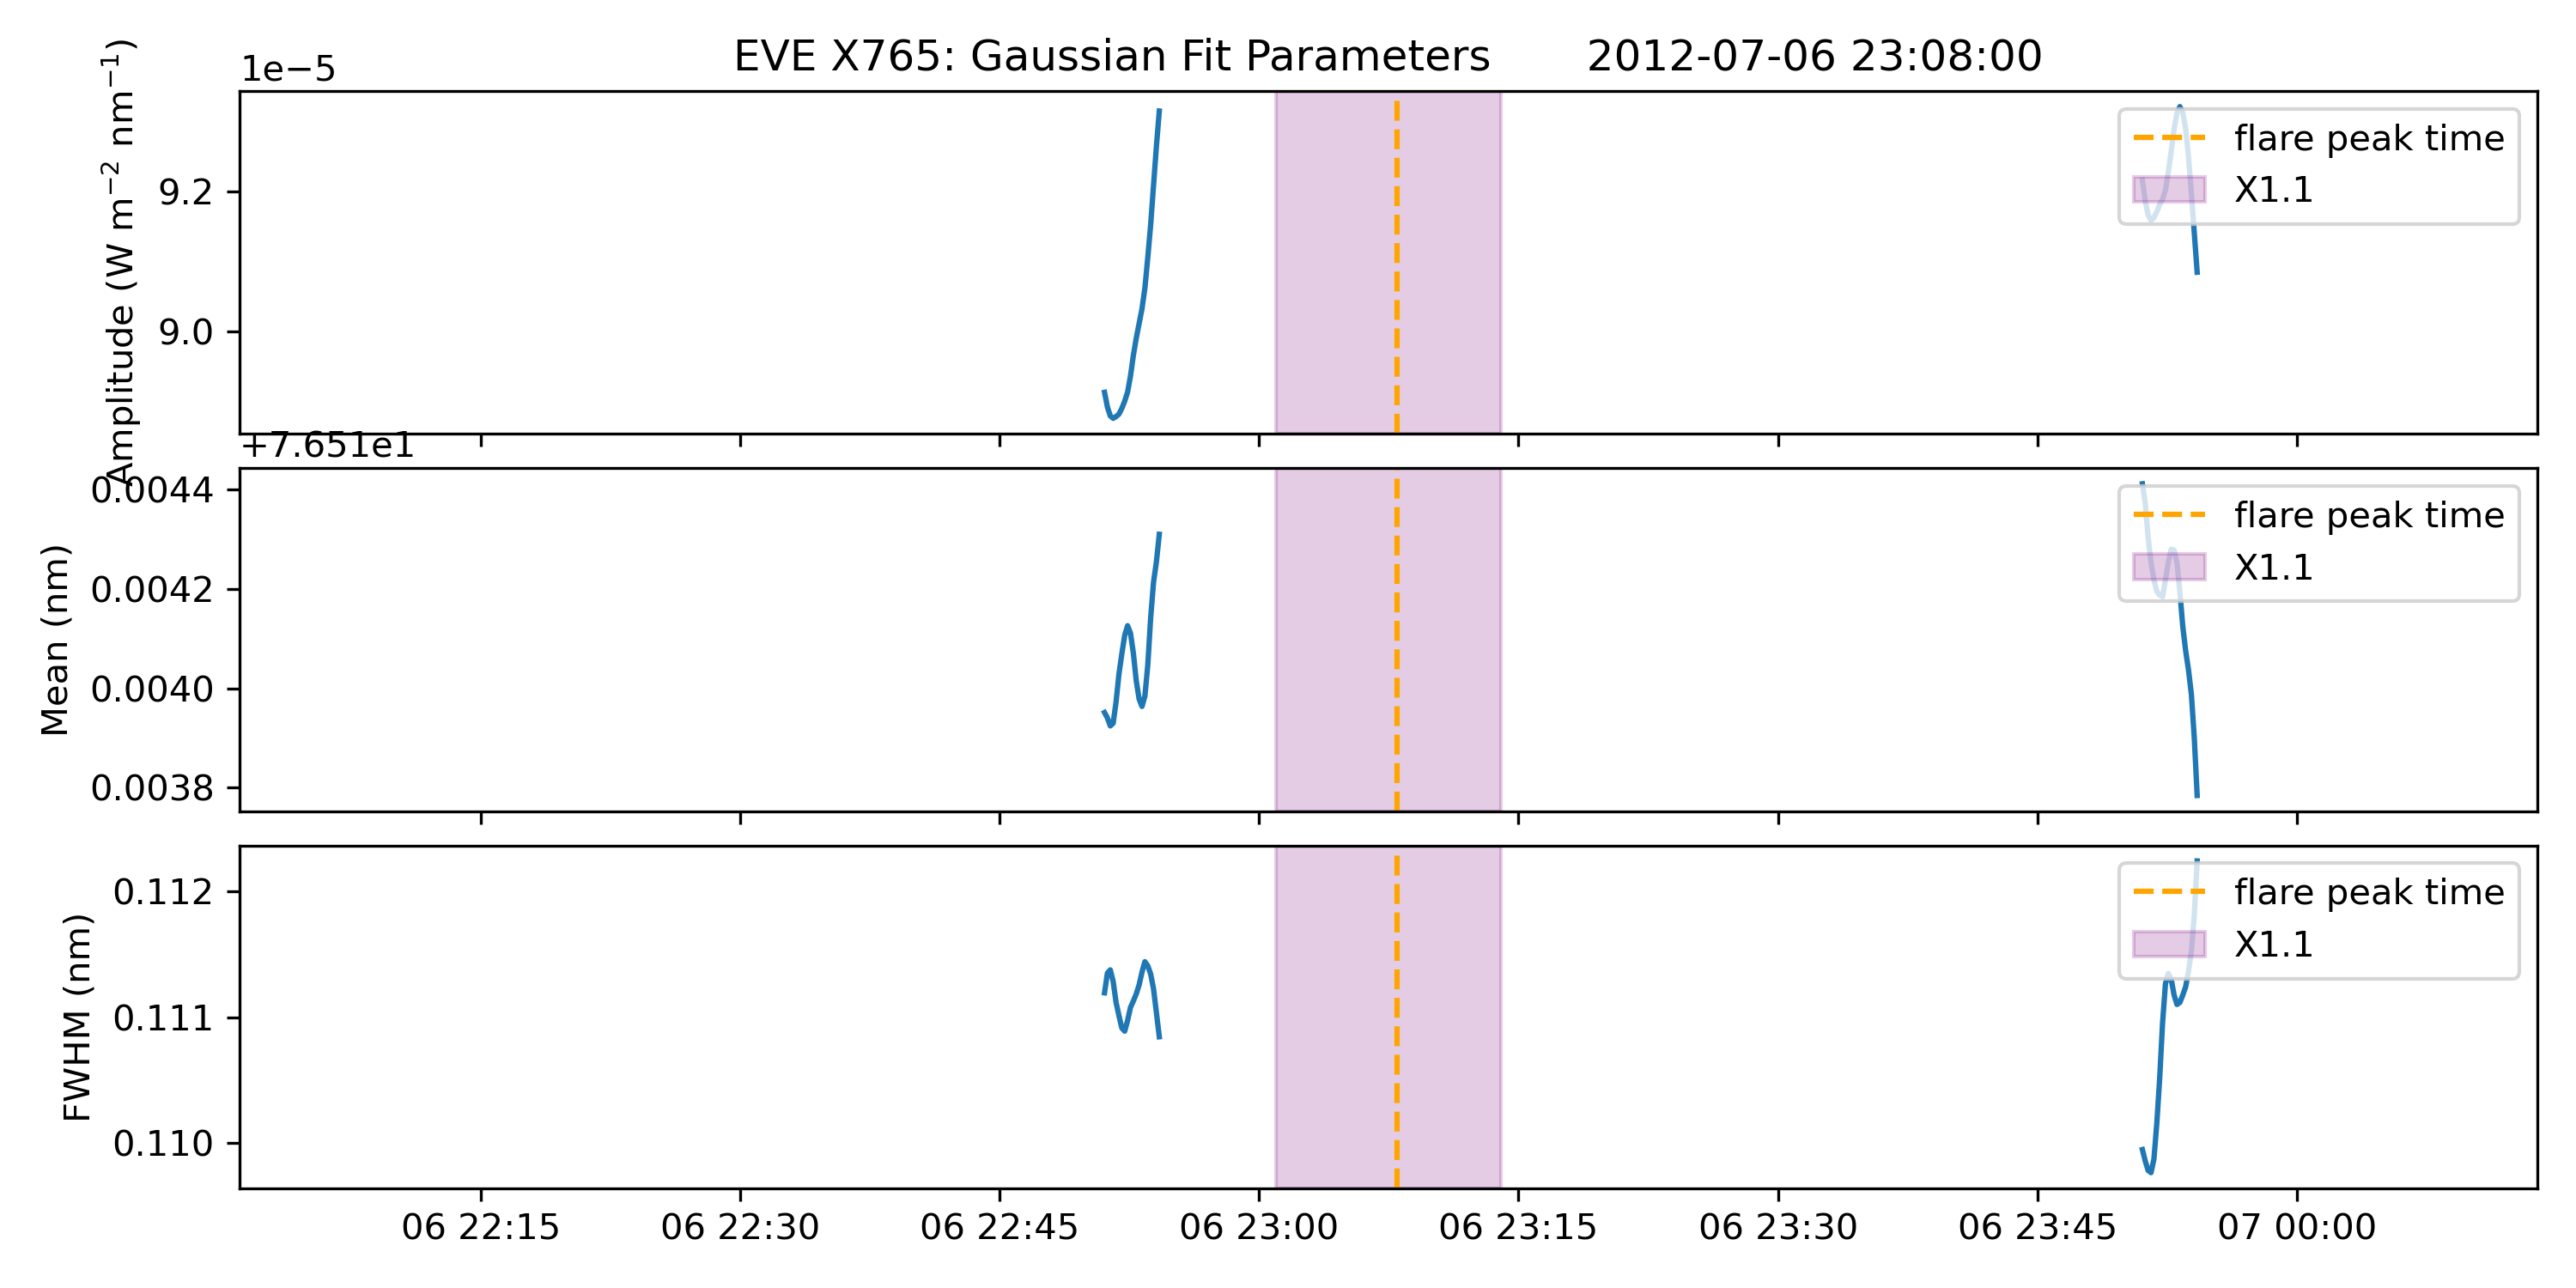 EVE X765: Gaussian Fit Parameters 2012-07-06 23:08:00
1e−5
Amplitude (W m⁻² nm⁻¹)
9.2
9.0
flare peak time
X1.1
+7.651e1
Mean (nm)
0.0044
0.0042
0.0040
0.0038
flare peak time
X1.1
FWHM (nm)
0.112
0.111
0.110
flare peak time
X1.1
06 22:15 06 22:30 06 22:45 06 23:00 06 23:15 06 23:30 06 23:45 07 00:00